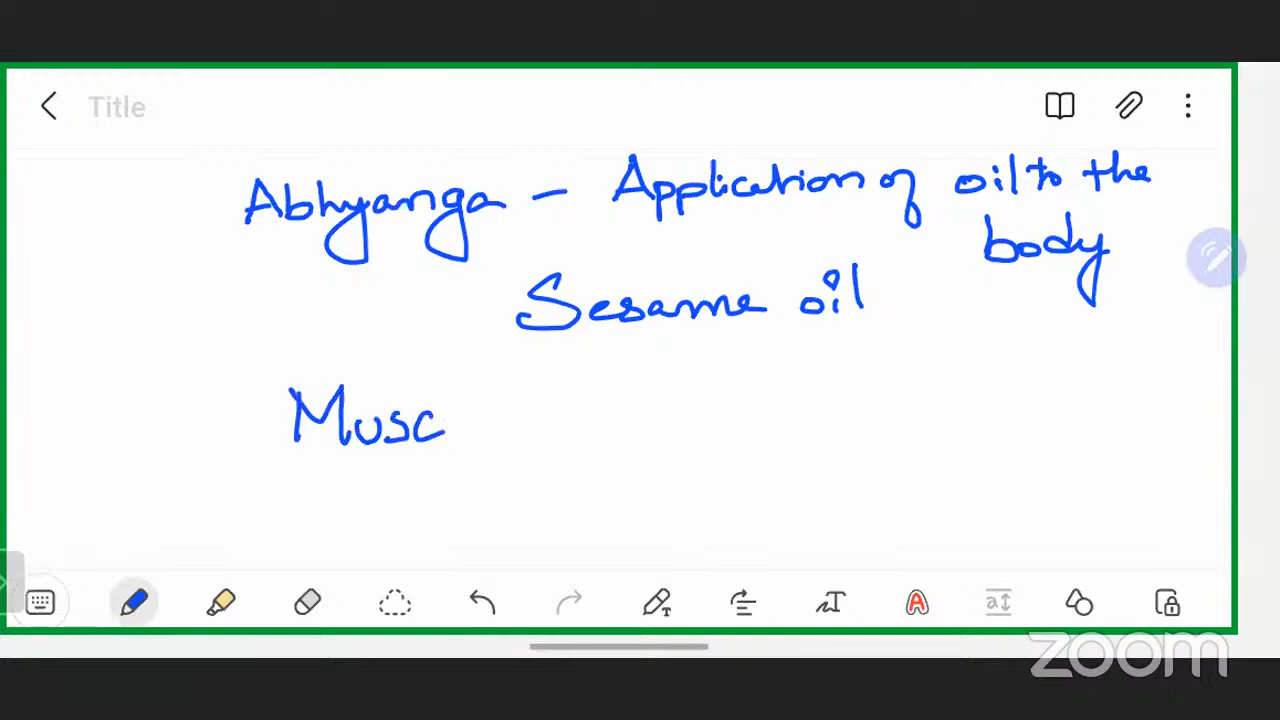 Title
Abhyanga - Application of oil to the
body
Sesame oil
Musc
zoom